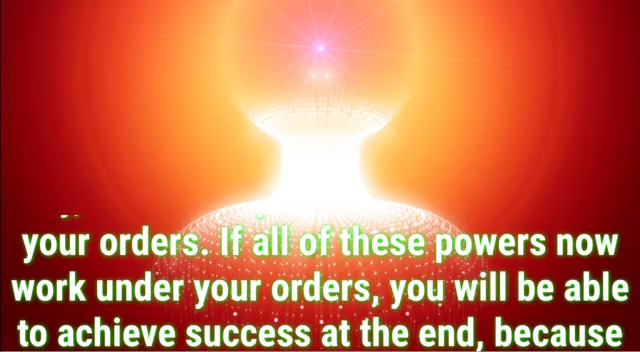 your orders. If all of these powers now
work under your orders, you will be able
to achieve success at the end, because